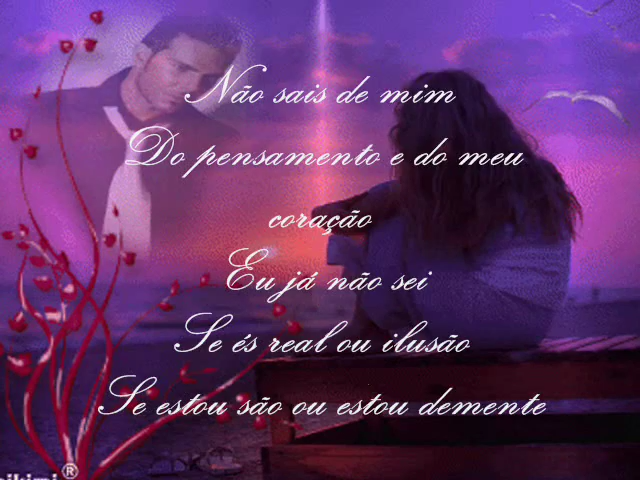 Não sais de mim
Do pensamento e do meu
coração
Eu já não sei
Se és real ou ilusão
Se estou são ou estou demente